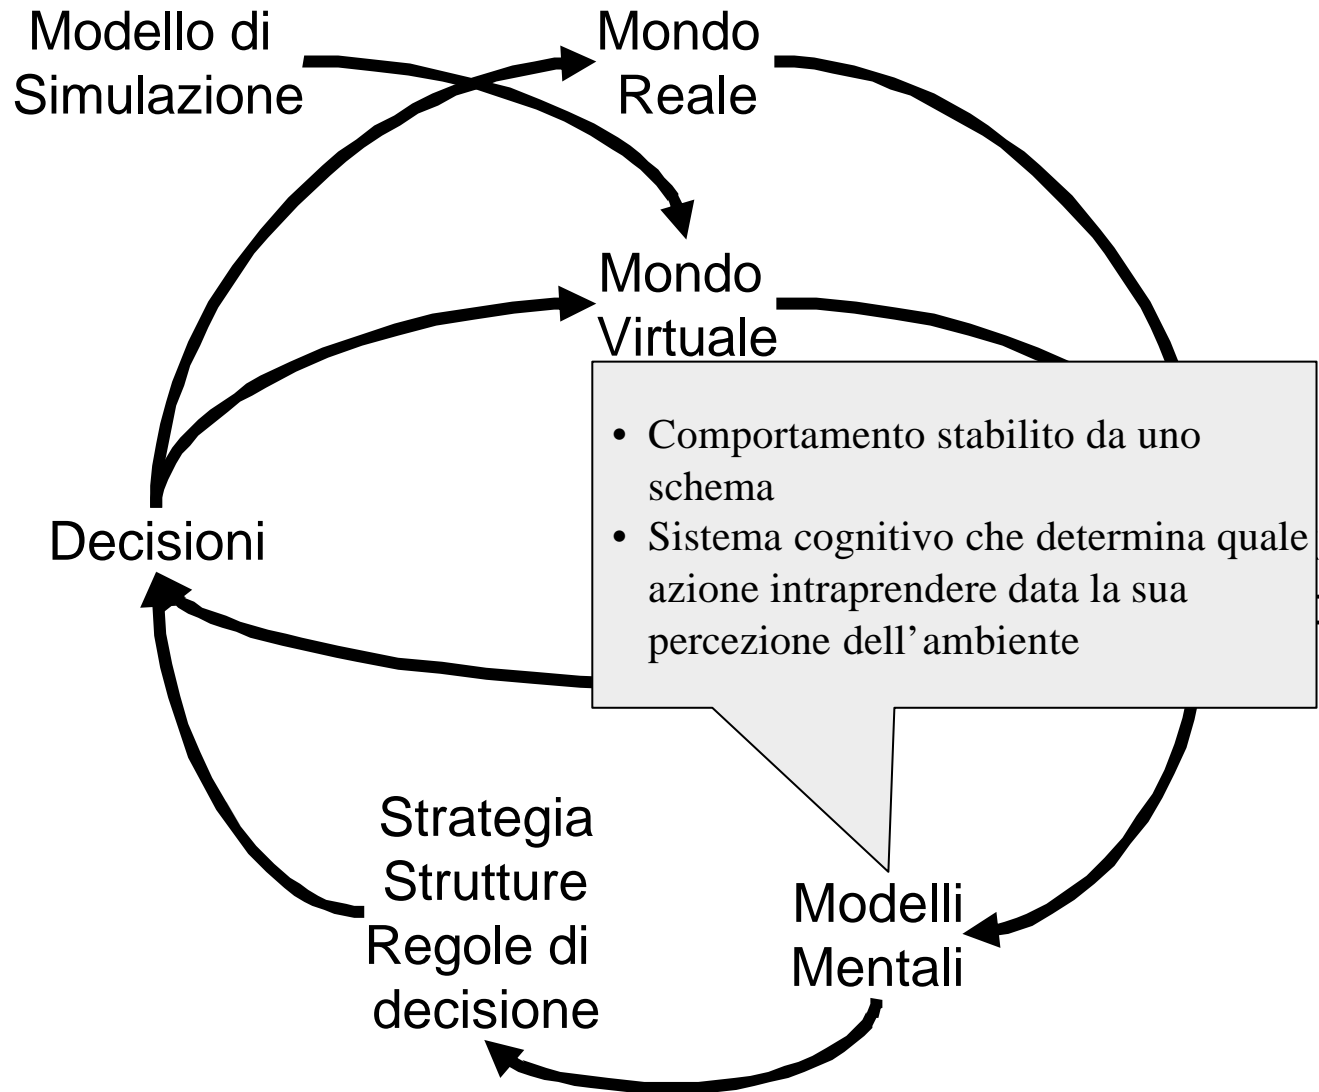 Modello di
Simulazione
Mondo
Reale
Mondo
Virtuale
• Comportamento stabilito da uno
schema
• Sistema cognitivo che determina quale
azione intraprendere data la sua
percezione dell’ambiente
Decisioni
Strategia
Strutture
Regole di
decisione
Modelli
Mentali